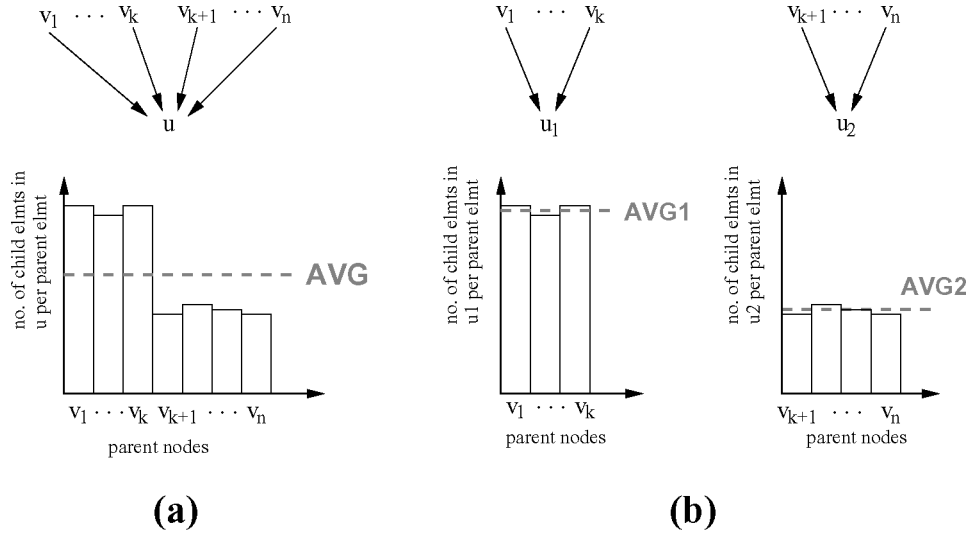 v1 · · · vk vk+1 · · · vn
u
no. of child elmts in
u per parent elmt
AVG
v1 · · · vk vk+1 · · · vn
parent nodes
(a)
v1 · · · vk
u1
vk+1 · · · vn
u2
no. of child elmts in
u1 per parent elmt
AVG1
v1 · · · vk
parent nodes
no. of child elmts in
u2 per parent elmt
AVG2
vk+1 · · · vn
parent nodes
(b)